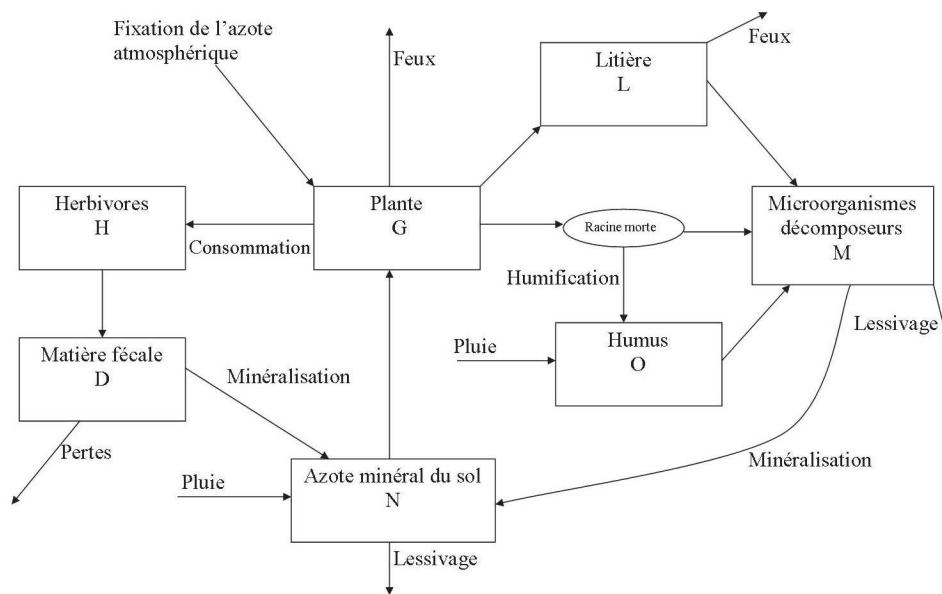 Fixation de l'azote
atmosphérique
Feux
Litière
L
Feux
Herbivores
H
Consommation
Plante
G
Racine morte
Microorganismes
décomposeurs
M
Humification
Lessivage
Matière fécale
D
Minéralisation
Pluie
Humus
O
Pertes
Pluie
Azote minéral du sol
N
Minéralisation
Lessivage